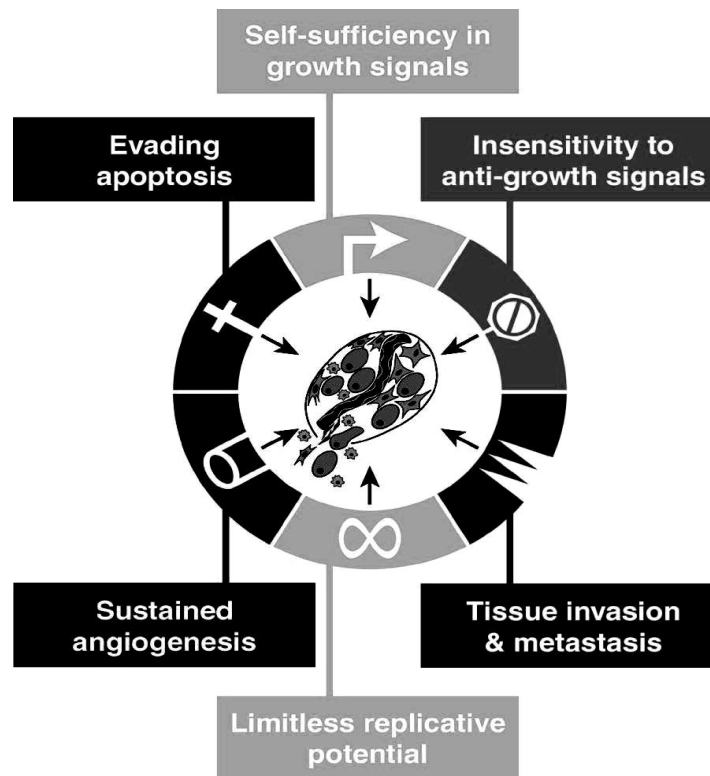 Self-sufficiency in
growth signals
Evading
apoptosis
Insensitivity to
anti-growth signals
Sustained
angiogenesis
Tissue invasion
& metastasis
Limitless replicative
potential